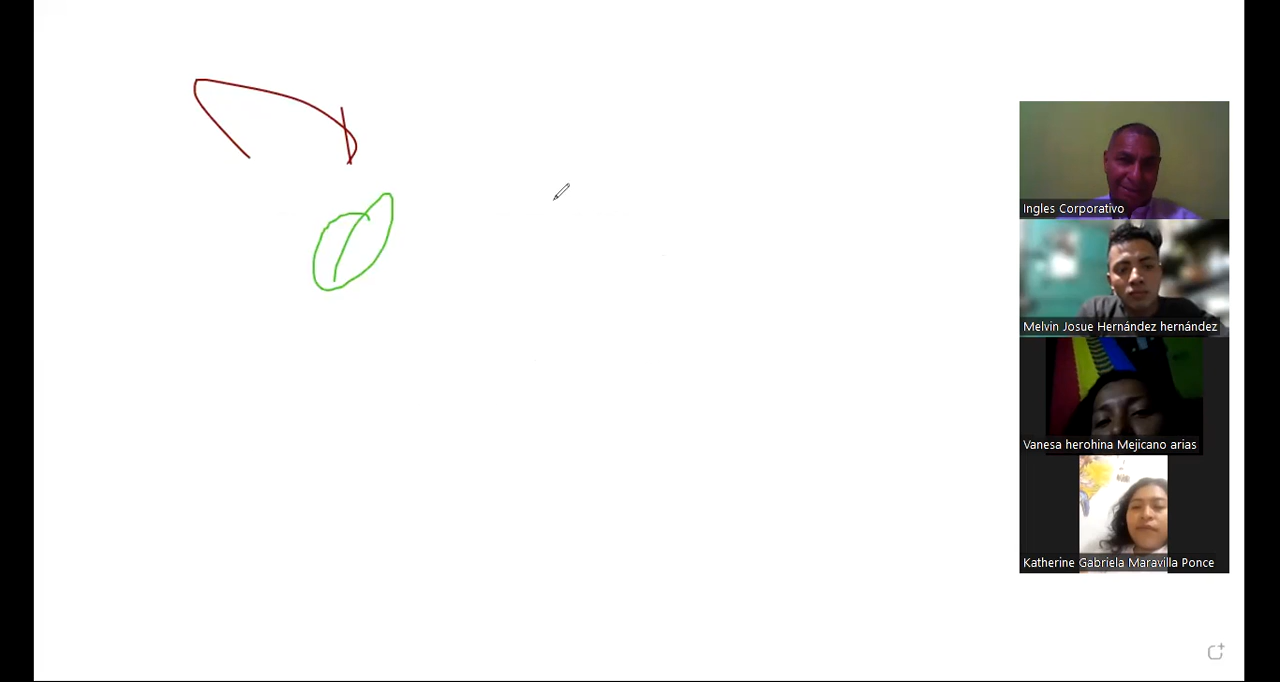 Ingles Corporativo
Melvin Josue Hernández hernández
Vanesa herohina Mejicano arias
Katherine Gabriela Maravilla Ponce